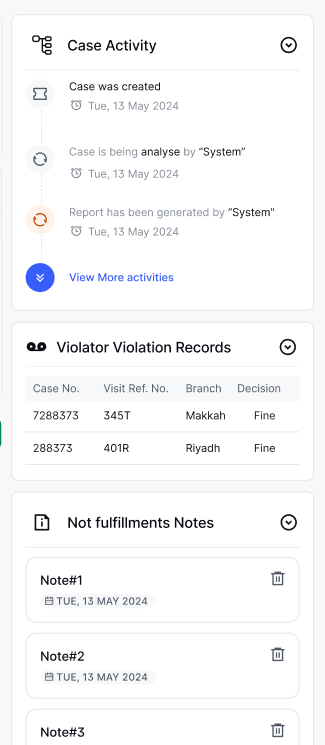 Case Activity
Case was created
Tue, 13 May 2024
Case is being analyse by “System”
Tue, 13 May 2024
Report has been generated by “System”
Tue, 13 May 2024
View More activities
Violator Violation Records
Case No. Visit Ref. No. Branch Decision
7288373 345T Makkah Fine
288373 401R Riyadh Fine
Not fulfillments Notes
Note#1
TUE, 13 MAY 2024
Note#2
TUE, 13 MAY 2024
Note#3